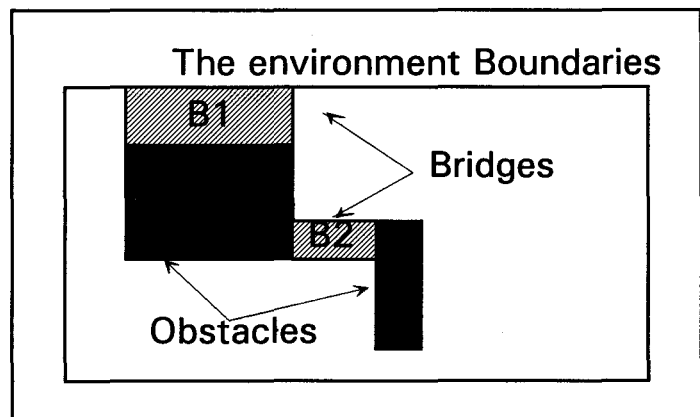 The environment Boundaries
B1
Bridges
B2
Obstacles